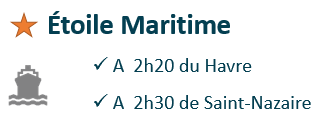 Étoile Maritime
✓ A 2h20 du Havre
✓ A 2h30 de Saint-Nazaire